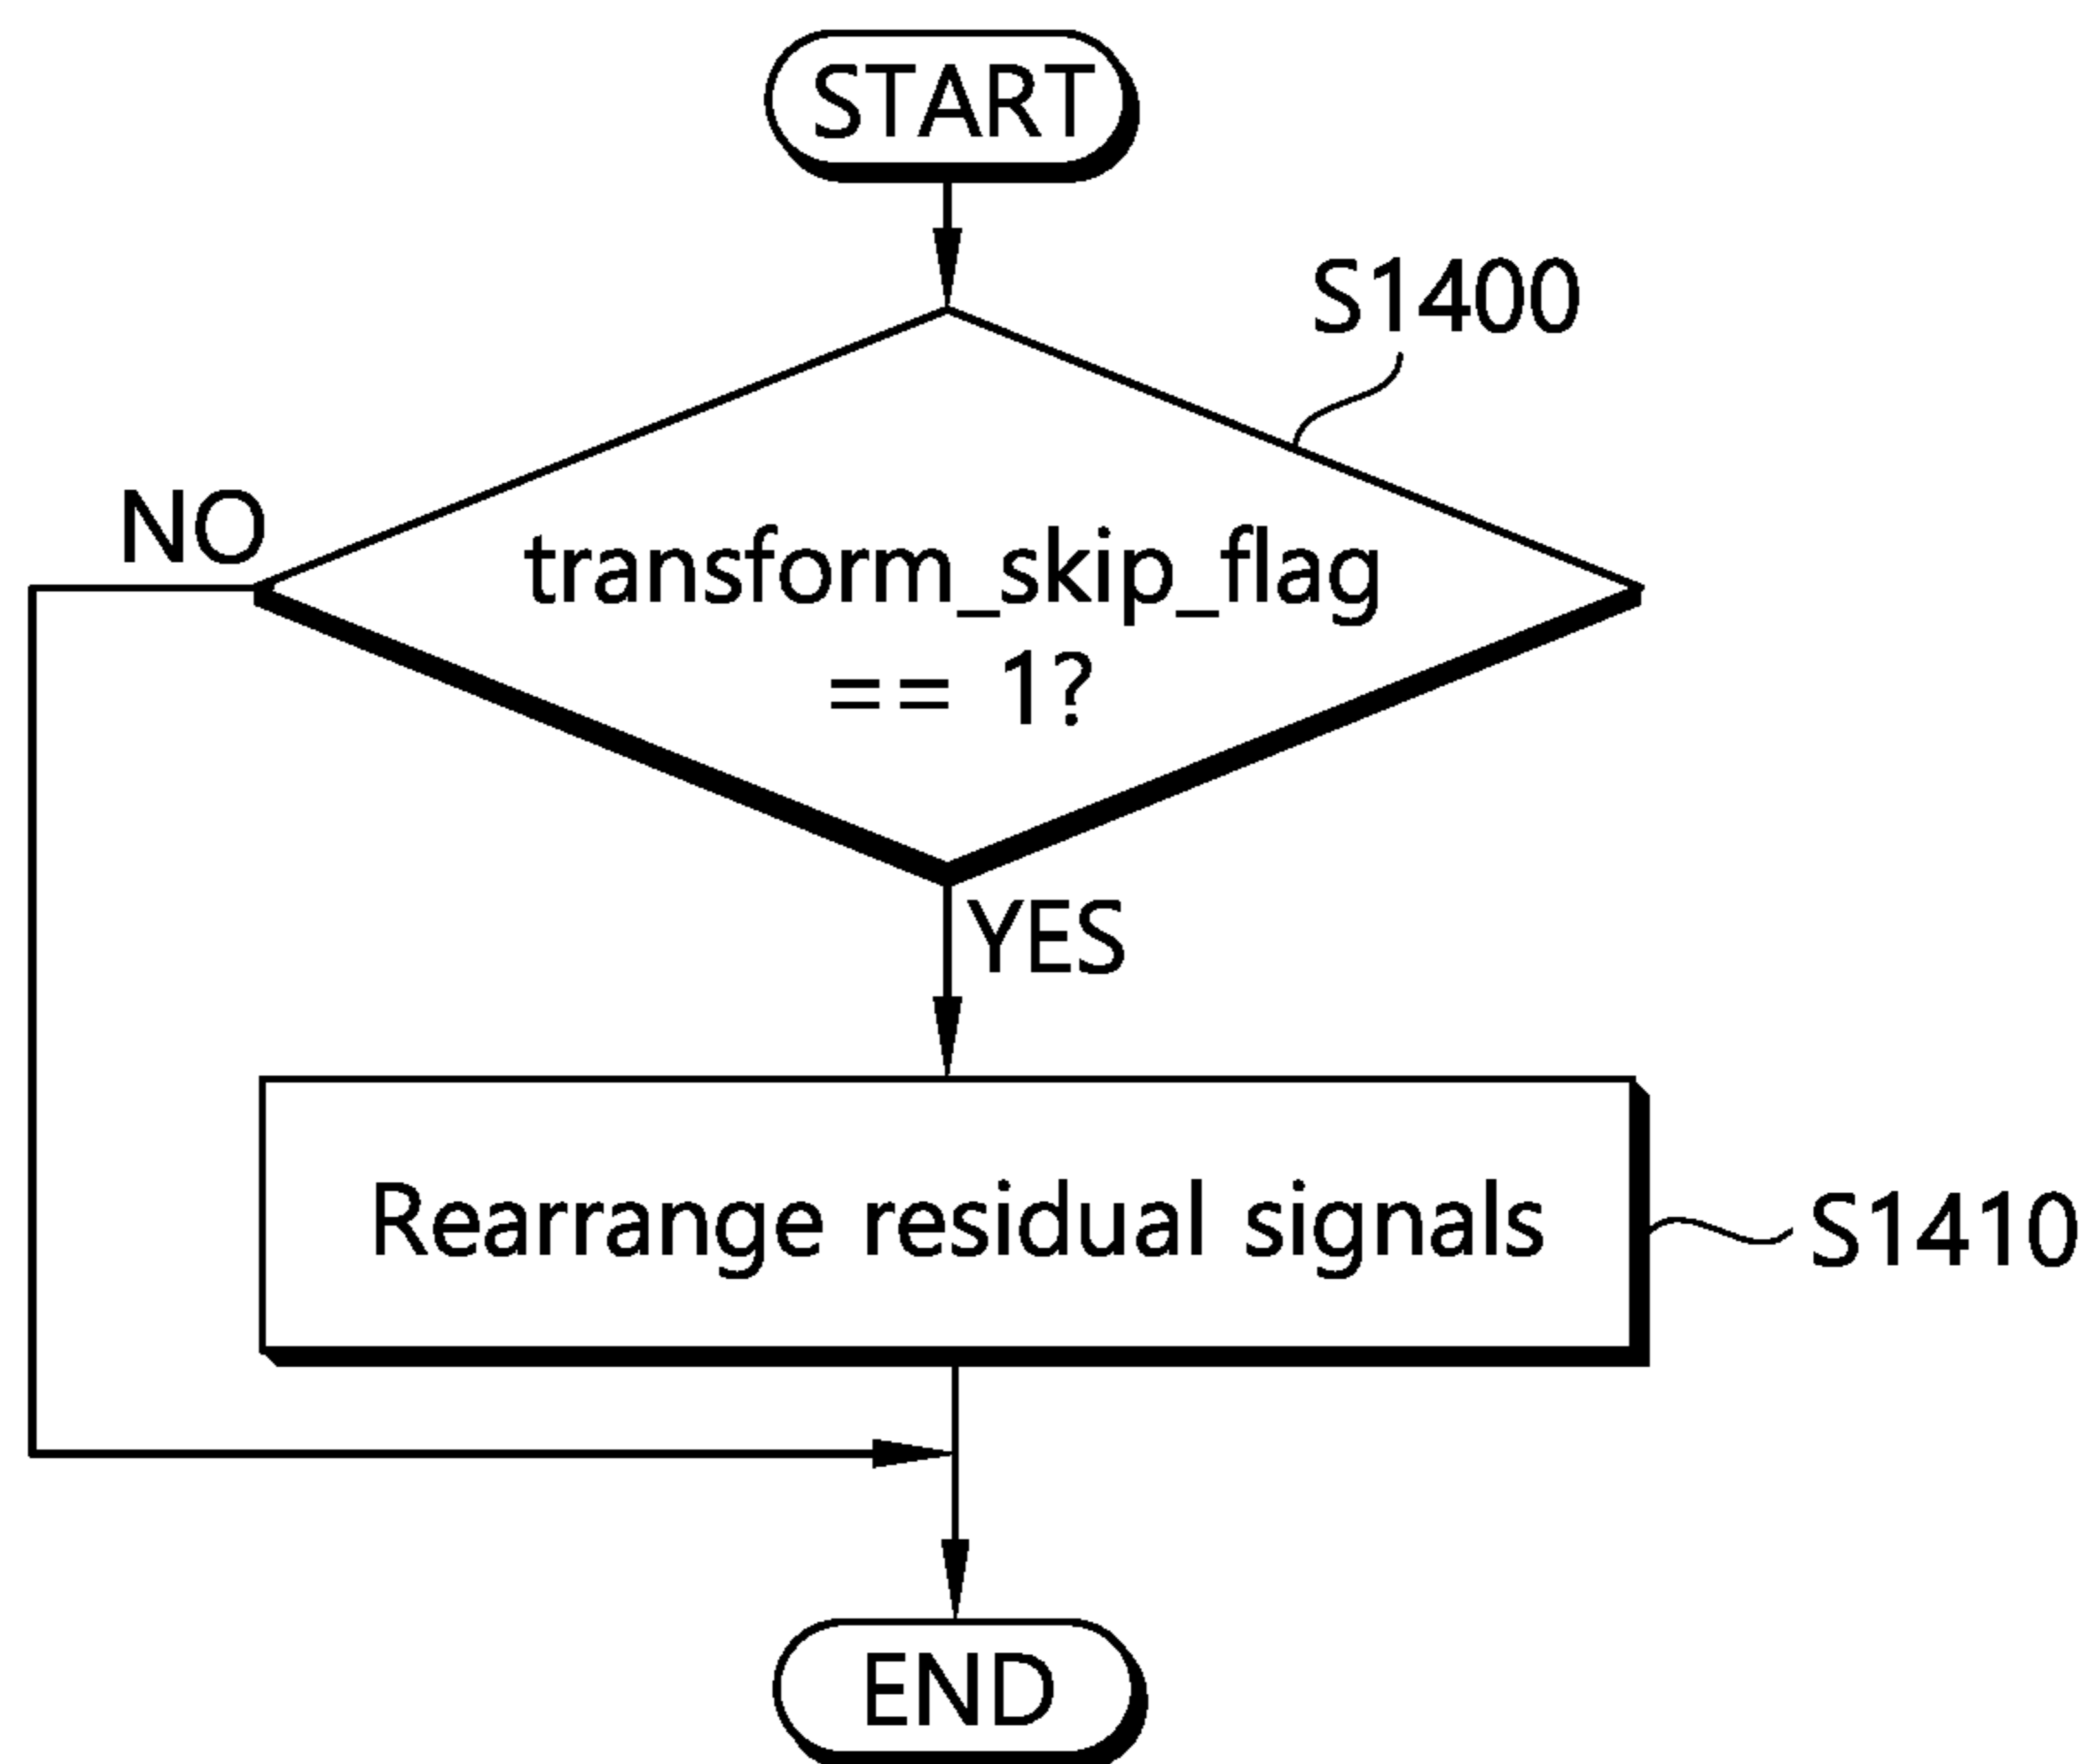 START
S1400
NO
transform_skip_flag
== 1?
YES
Rearrange residual signals
S1410
END